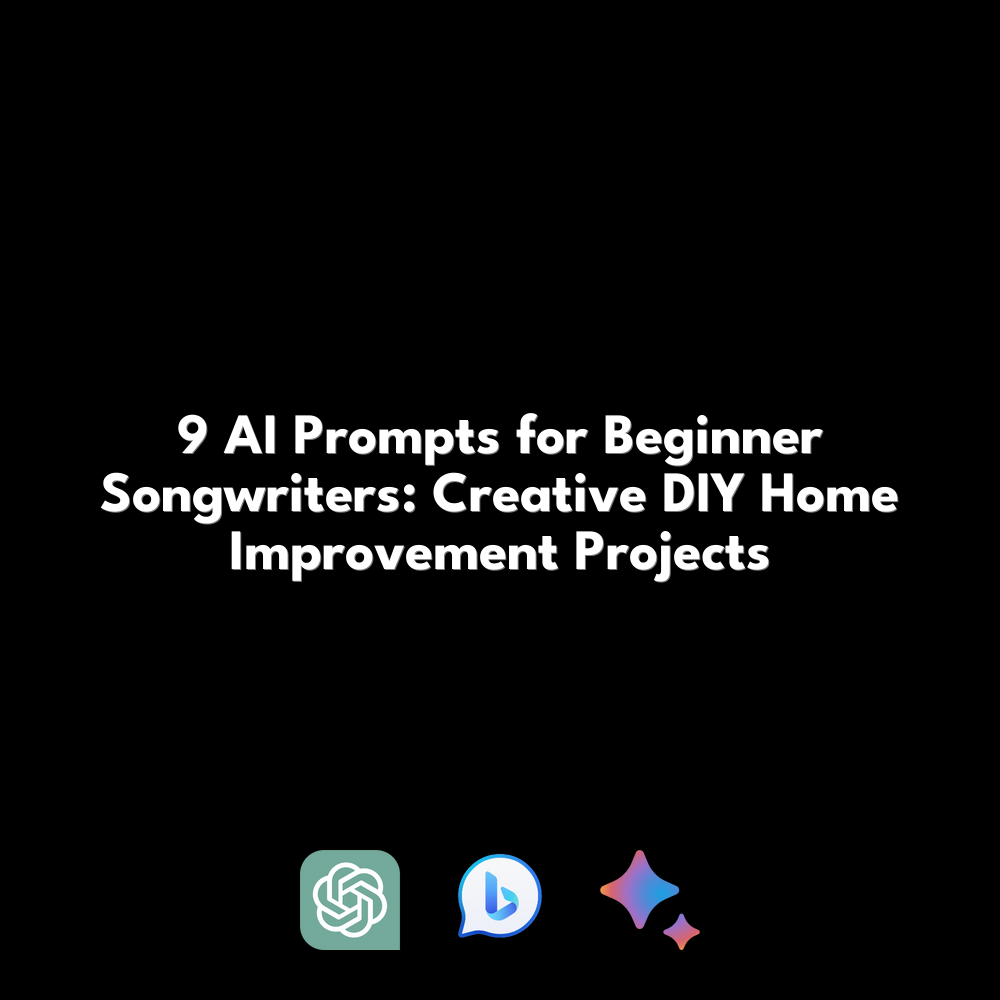 9 AI Prompts for Beginner
Songwriters: Creative DIY Home
Improvement Projects